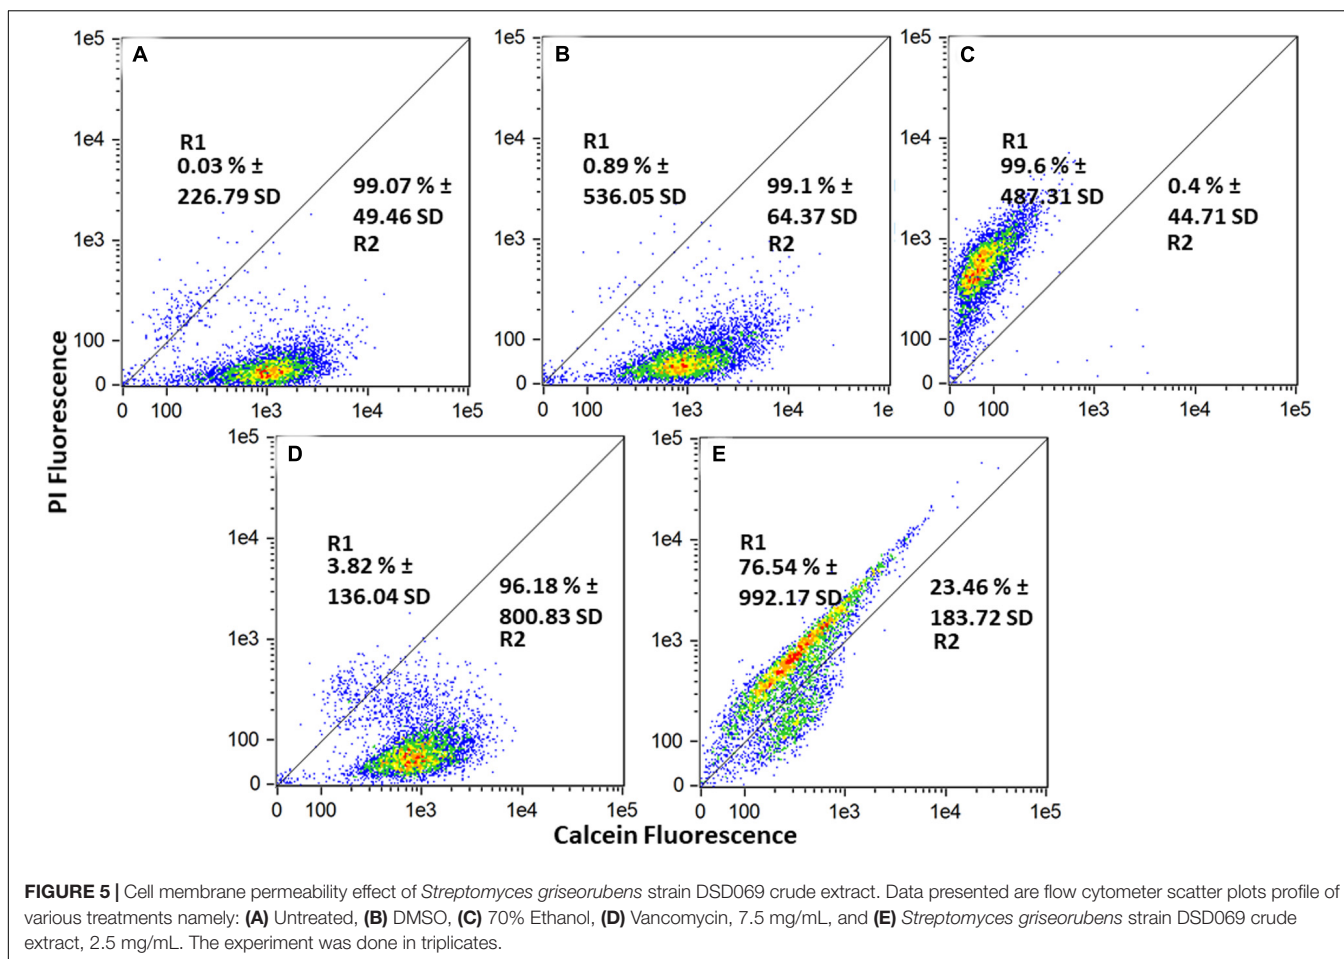 A
1e5
1e4
1e3
100
0
R1
0.03 % ±
226.79 SD
99.07 % ±
49.46 SD
R2
0 100 1e3 1e4 1e5
B
1e5
1e4
1e3
100
0
R1
0.89 % ±
536.05 SD
99.1 % ±
64.37 SD
R2
0 100 1e3 1e4 1e
C
1e5
1e4
1e3
100
0
R1
99.6 % ±
487.31 SD
0.4 % ±
44.71 SD
R2
0 100 1e3 1e4 1e5
PI Fluorescence
D
1e5
1e4
1e3
100
0
R1
3.82 % ±
136.04 SD
96.18 % ±
800.83 SD
R2
0 100 1e3 1e4 1e5
E
1e5
1e4
1e3
100
0
R1
76.54 % ±
992.17 SD
23.46 % ±
183.72 SD
R2
0 100 1e3 1e4 1e5
Calcein Fluorescence
FIGURE 5 | Cell membrane permeability effect of Streptomyces griseorubens strain DSD069 crude extract. Data presented are flow cytometer scatter plots profile of
various treatments namely: (A) Untreated, (B) DMSO, (C) 70% Ethanol, (D) Vancomycin, 7.5 mg/mL, and (E) Streptomyces griseorubens strain DSD069 crude
extract, 2.5 mg/mL. The experiment was done in triplicates.